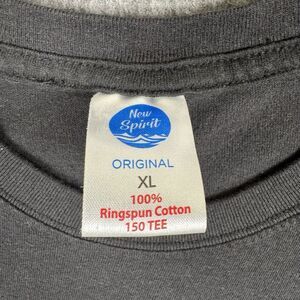 New
Spirit
ORIGINAL
XL
100%
Ringspun Cotton
150 TEE